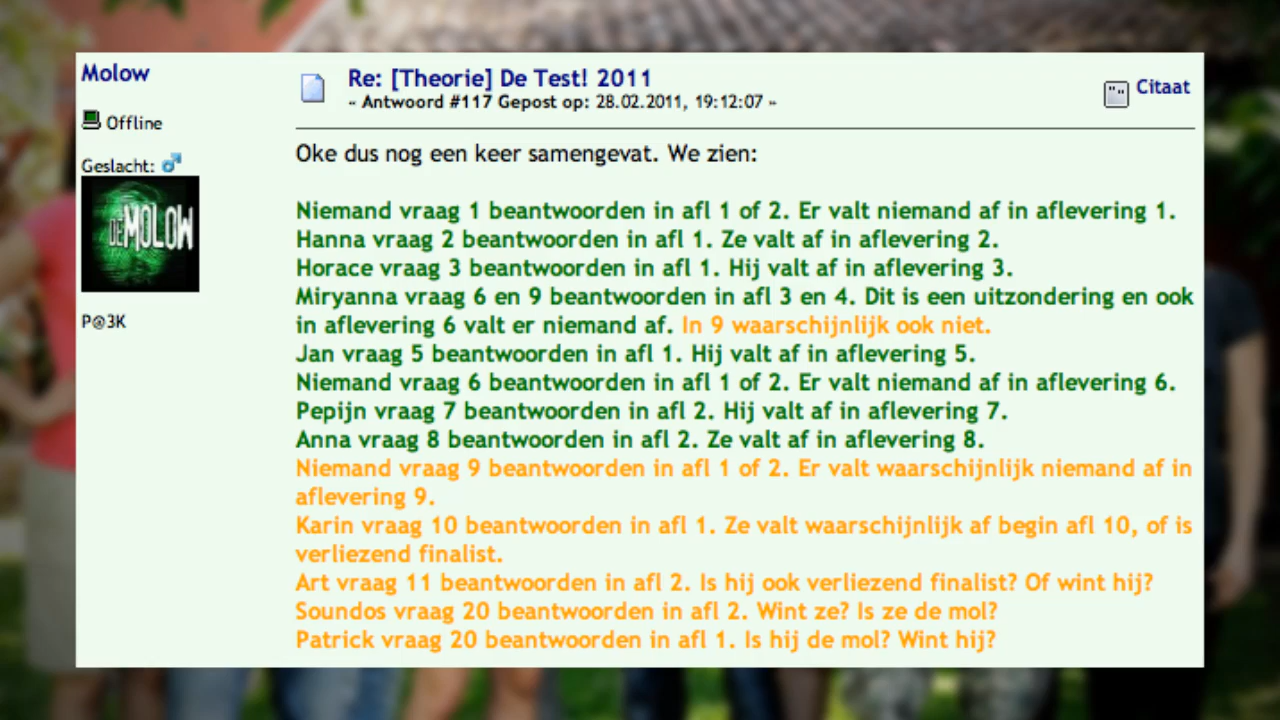 Molow
Offline
Geslacht:
DE MOLOW
P@3K
Re: [Theorie] De Test! 2011
« Antwoord #117 Gepost op: 28.02.2011, 19:12:07 »
Citaat
Oke dus nog een keer samengevat. We zien:
Niemand vraag 1 beantwoorden in afl 1 of 2. Er valt niemand af in aflevering 1.
Hanna vraag 2 beantwoorden in afl 1. Ze valt af in aflevering 2.
Horace vraag 3 beantwoorden in afl 1. Hij valt af in aflevering 3.
Miryanna vraag 6 en 9 beantwoorden in afl 3 en 4. Dit is een uitzondering en ook
in aflevering 6 valt er niemand af. In 9 waarschijnlijk ook niet.
Jan vraag 5 beantwoorden in afl 1. Hij valt af in aflevering 5.
Niemand vraag 6 beantwoorden in afl 1 of 2. Er valt niemand af in aflevering 6.
Pepijn vraag 7 beantwoorden in afl 2. Hij valt af in aflevering 7.
Anna vraag 8 beantwoorden in afl 2. Ze valt af in aflevering 8.
Niemand vraag 9 beantwoorden in afl 1 of 2. Er valt waarschijnlijk niemand af in
aflevering 9.
Karin vraag 10 beantwoorden in afl 1. Ze valt waarschijnlijk af begin afl 10, of is
verliezend finalist.
Art vraag 11 beantwoorden in afl 2. Is hij ook verliezend finalist? Of wint hij?
Soundos vraag 20 beantwoorden in afl 2. Wint ze? Is ze de mol?
Patrick vraag 20 beantwoorden in afl 1. Is hij de mol? Wint hij?